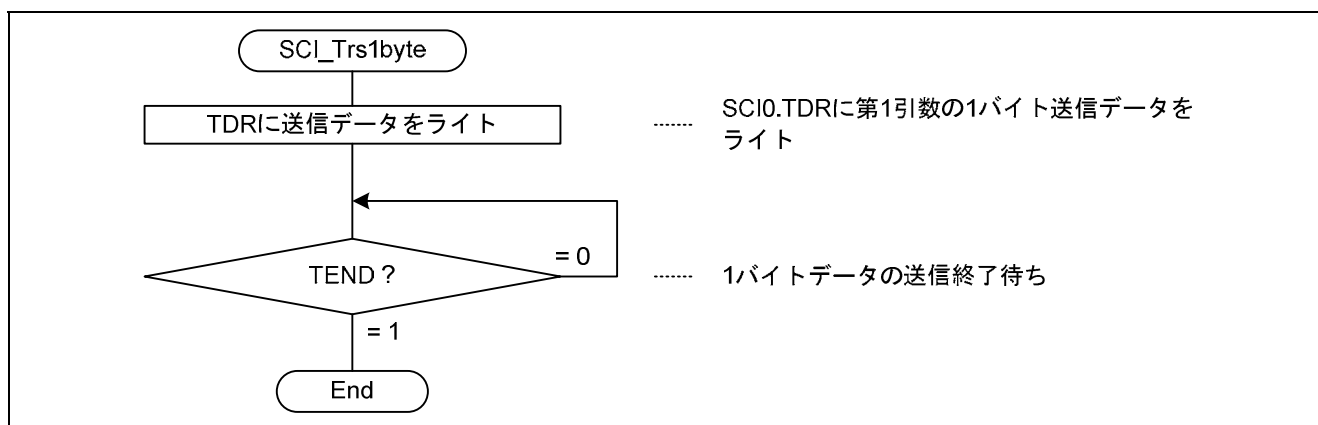 SCI_Trs1byte
TDRに送信データをライト
SCI0.TDRに第1引数の1バイト送信データを
ライト
= 0
TEND ?
1バイトデータの送信終了待ち
= 1
End